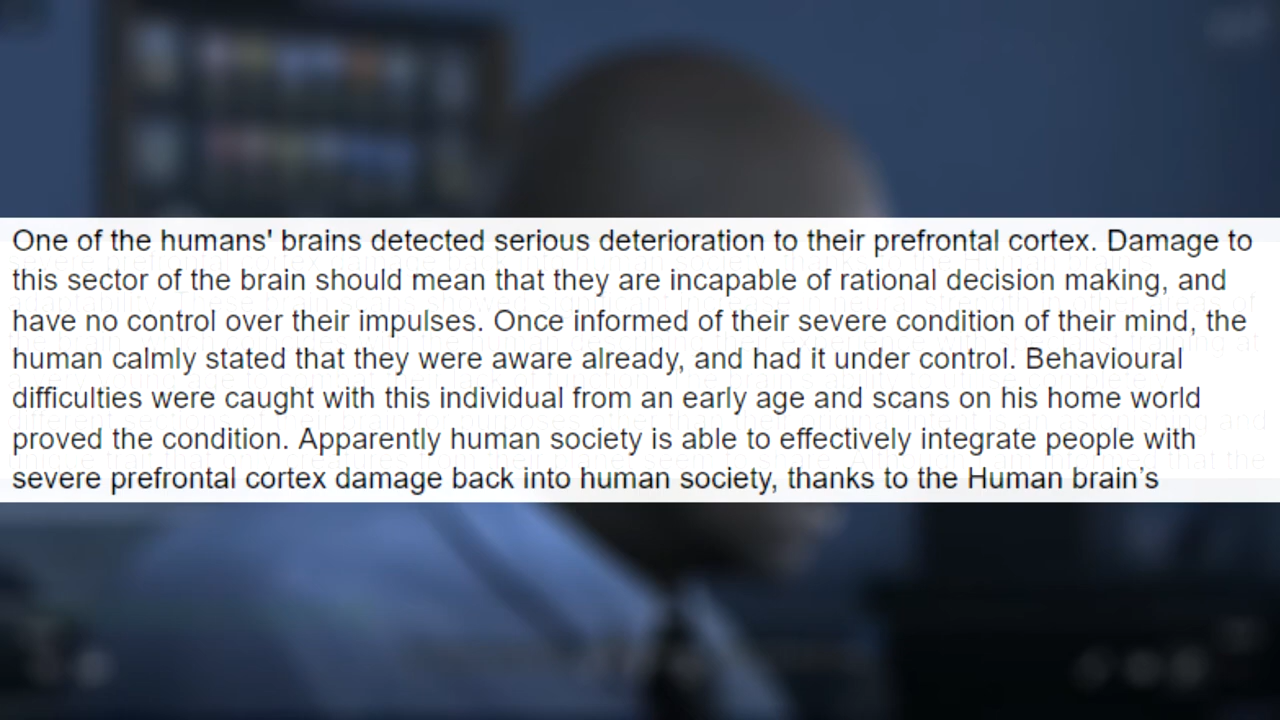 One of the humans' brains detected serious deterioration to their prefrontal cortex. Damage to
this sector of the brain should mean that they are incapable of rational decision making, and
have no control over their impulses. Once informed of their severe condition of their mind, the
human calmly stated that they were aware already, and had it under control. Behavioural
difficulties were caught with this individual from an early age and scans on his home world
proved the condition. Apparently human society is able to effectively integrate people with
severe prefrontal cortex damage back into human society, thanks to the Human brain’s